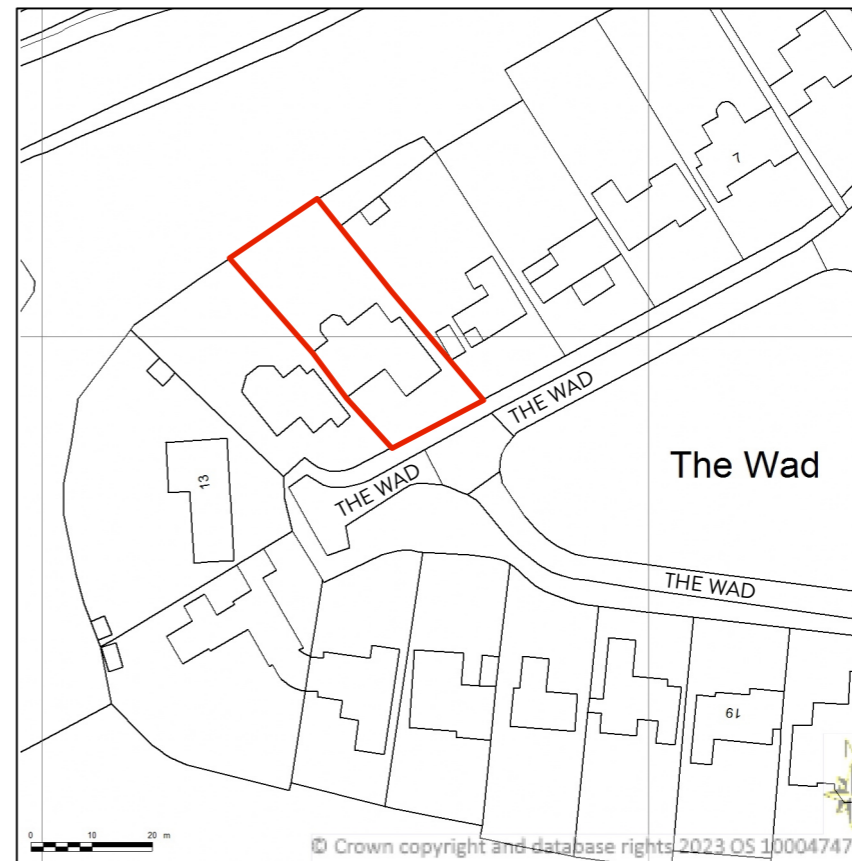 7
THE WAD
The Wad
THE WAD
13
THE WAD
19
N
0 10 20 m
© Crown copyright and database rights 2023 OS 10004747